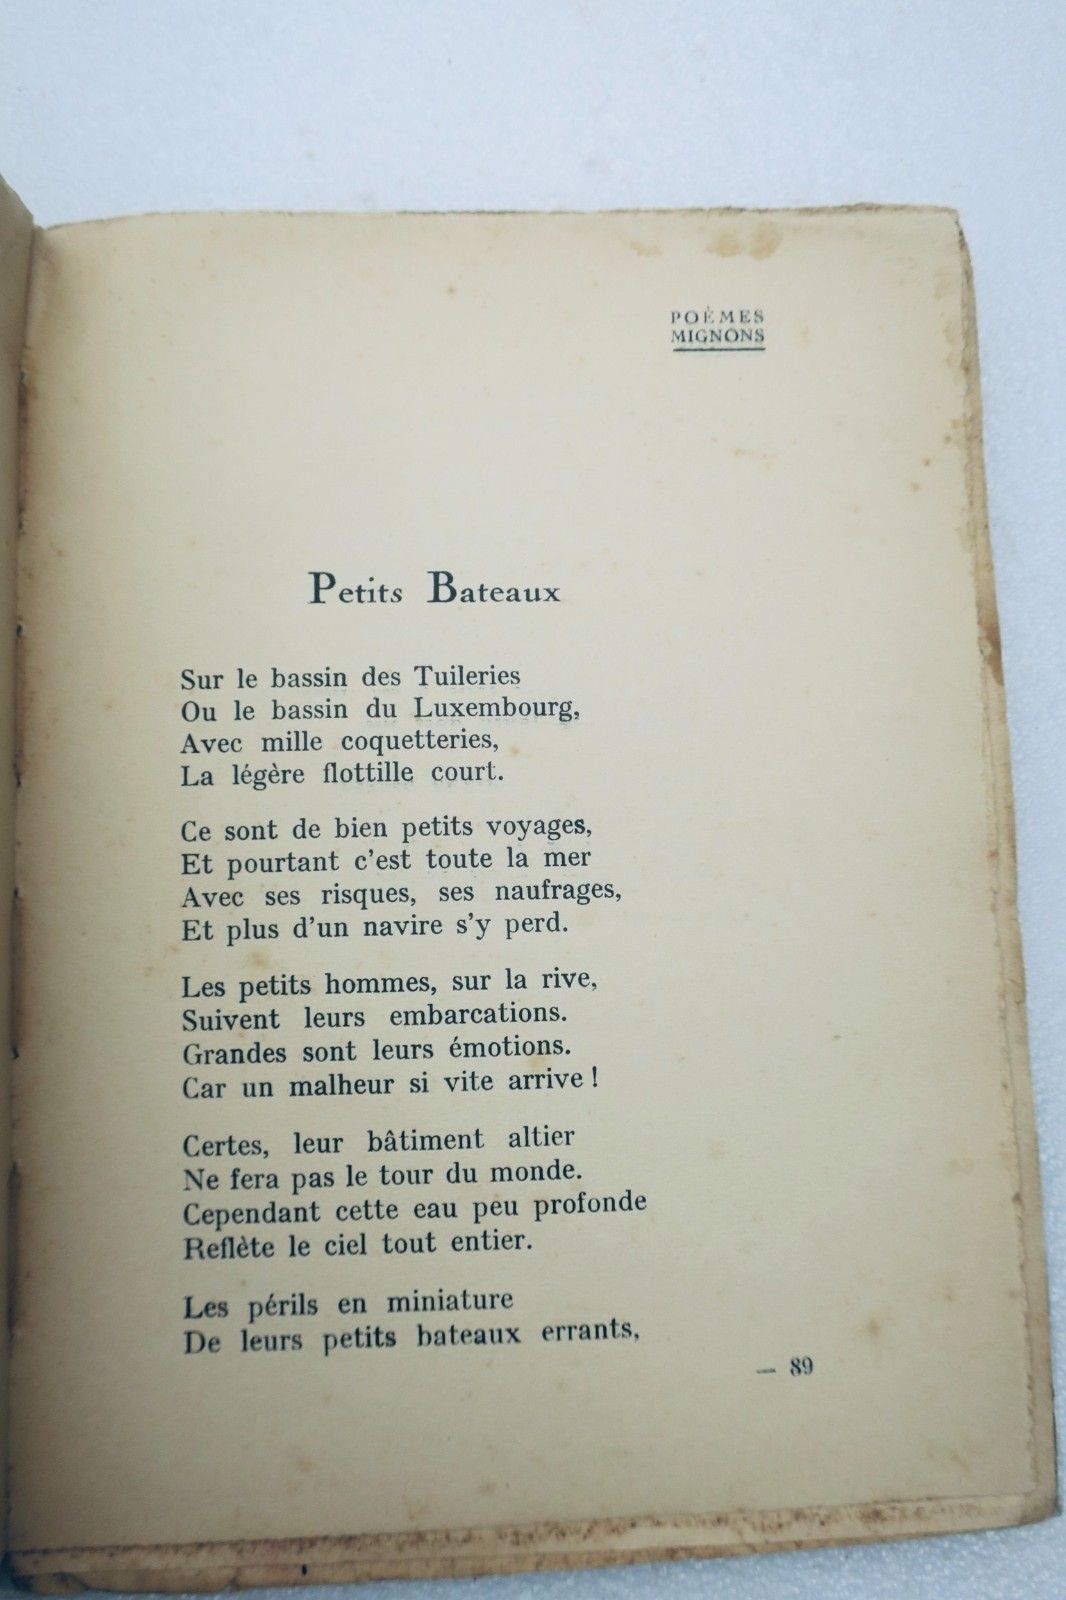 POÈMES
MIGNONS
Petits Bateaux
Sur le bassin des Tuileries
Ou le bassin du Luxembourg,
Avec mille coquetteries,
La légère flottille court.
Ce sont de bien petits voyages,
Et pourtant c'est toute la mer
Avec ses risques, ses naufrages,
Et plus d'un navire s'y perd.
Les petits hommes, sur la rive,
Suivent leurs embarcations.
Grandes sont leurs émotions.
Car un malheur si vite arrive !
Certes, leur bâtiment altier
Ne fera pas le tour du monde.
Cependant cette eau peu profonde
Reflète le ciel tout entier.
Les périls en miniature
De leurs petits bateaux errants,
— 89